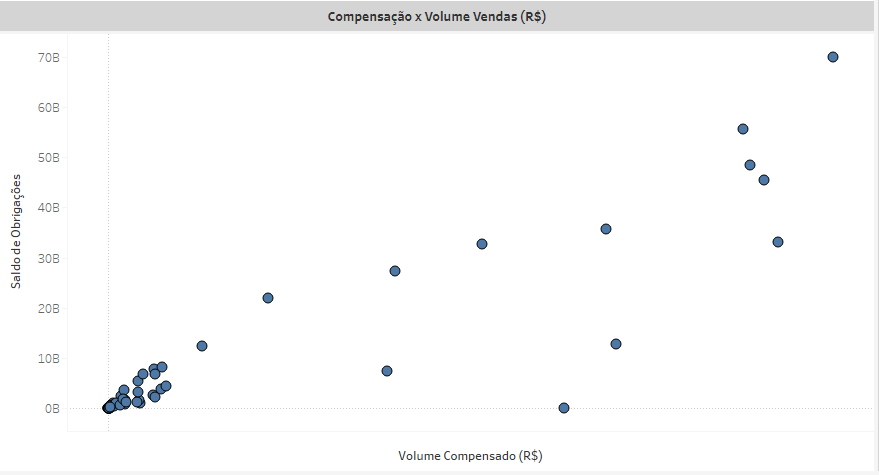 Compensação x Volume Vendas (R$)
70B
60B
50B
40B
30B
20B
10B
0B
Saldo de Obrigações
Volume Compensado (R$)